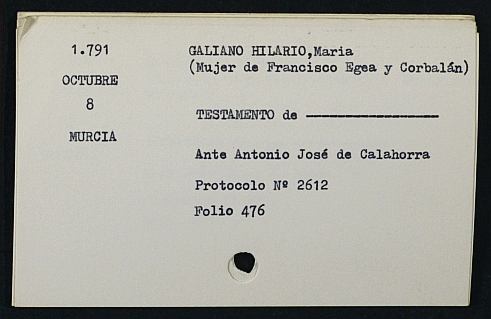 1.791
OCTUBRE
8
MURCIA
GALIANO HILARIO,Maria
(Mujer de Francisco Egea y Corbalán)
TESTAMENTO de -------------------
Ante Antonio José de Calahorra
Protocolo Nº 2612
Folio 476